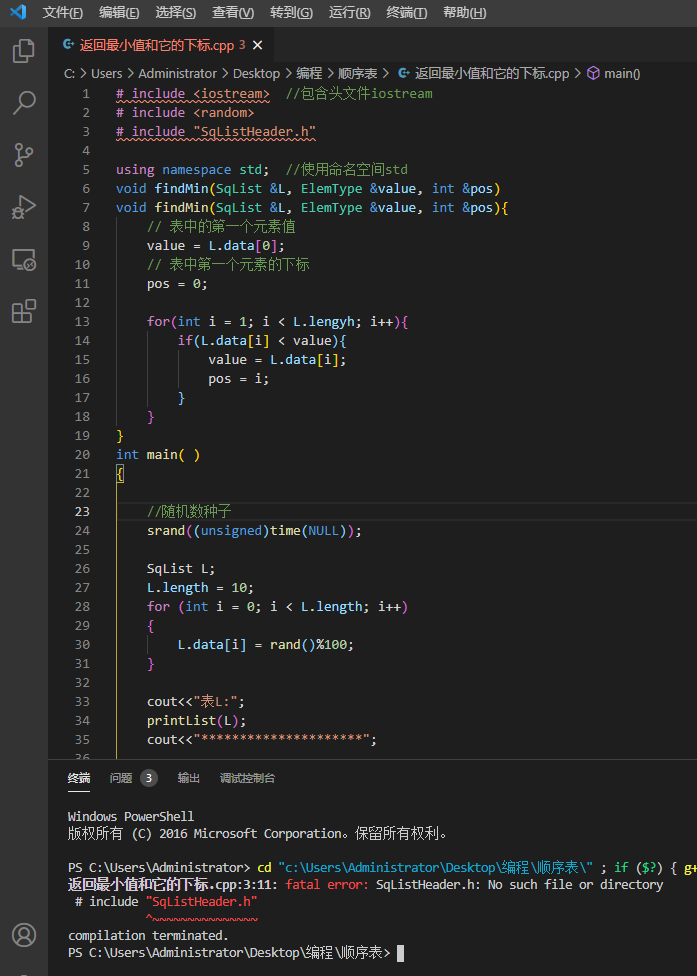 文件(F) 编辑(E) 选择(S) 查看(V) 转到(G) 运行(R) 终端(T) 帮助(H)
返回最小值和它的下标.cpp 3 ×
C: > Users > Administrator > Desktop > 编程 > 顺序表 > 返回最小值和它的下标.cpp > main()
1 # include <iostream>  //包含头文件iostream
2 # include <random>
3 # include "SqListHeader.h"
4
5 using namespace std;  //使用命名空间std
6 void findMin(SqList &L, ElemType &value, int &pos)
7 void findMin(SqList &L, ElemType &value, int &pos){
8     // 表中的第一个元素值
9     value = L.data[0];
10     // 表中第一个元素的下标
11     pos = 0;
12
13     for(int i = 1; i < L.lengyh; i++){
14         if(L.data[i] < value){
15             value = L.data[i];
16             pos = i;
17         }
18     }
19 }
20 int main( )
21 {
22
23     //随机数种子
24     srand((unsigned)time(NULL));
25
26     SqList L;
27     L.length = 10;
28     for (int i = 0; i < L.length; i++)
29     {
30         L.data[i] = rand()%100;
31     }
32
33     cout<<"表L:";
34     printList(L);
35     cout<<"*********************";
36
终端 问题 3 输出 调试控制台
Windows PowerShell
版权所有 (C) 2016 Microsoft Corporation。保留所有权利。
PS C:\Users\Administrator> cd "c:\Users\Administrator\Desktop\编程\顺序表\" ; if ($?) { g+
返回最小值和它的下标.cpp:3:11: fatal error: SqListHeader.h: No such file or directory
 # include "SqListHeader.h"
           ^~~~~~~~~~~~~~~~
compilation terminated.
PS C:\Users\Administrator\Desktop\编程\顺序表>